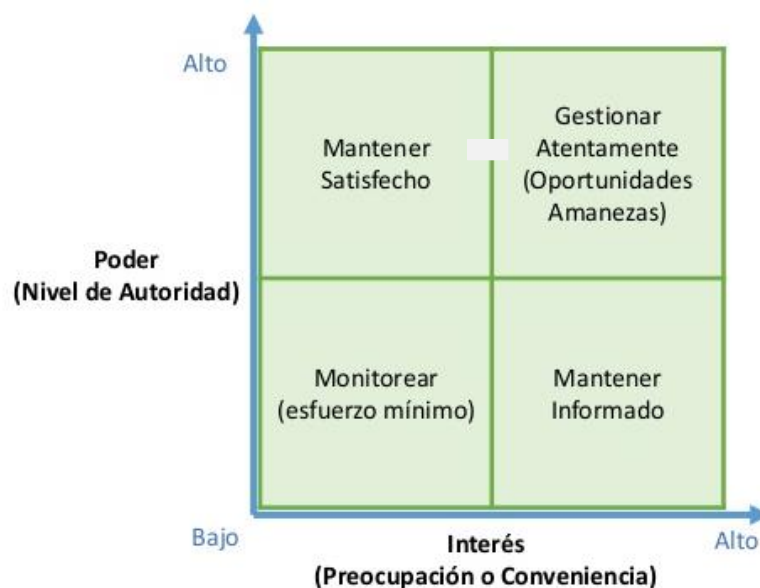 Alto
Mantener
Satisfecho
Gestionar
Atentamente
(Oportunidades
Amanezas)
Poder
(Nivel de Autoridad)
Monitorear
(esfuerzo mínimo)
Mantener
Informado
Bajo
Interés
(Preocupación o Conveniencia)
Alto